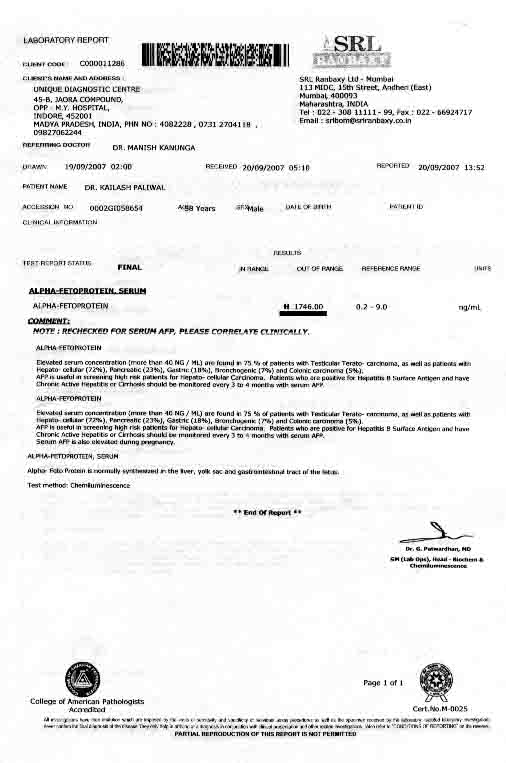 LABORATORY REPORT
SRL
RANBAXY
CLIENT CODE : C000011286
CLIENT'S NAME AND ADDRESS :
UNIQUE DIAGNOSTIC CENTRE
45-B, JAORA COMPOUND,
OPP - M.Y. HOSPITAL,
INDORE, 452001
MADYA PRADESH, INDIA, PHN NO : 4082228 , 0731 2704118 ,
09827062244
SRL Ranbaxy Ltd - Mumbai
113 MIDC, 15th Street, Andheri (East)
Mumbai, 400093
Maharashtra, INDIA
Tel : 022 - 308 11111 - 99, Fax : 022 - 66924717
Email : srlbom@srlranbaxy.co.in
REFERRING DOCTOR DR. MANISH KANUNGA
DRAWN 19/09/2007 02:00 RECEIVED 20/09/2007 05:10 REPORTED 20/09/2007 13:52
PATIENT NAME DR. KAILASH PALIWAL
ACCESSION NO 0002GI058654 58 Years Male DATE OF BIRTH PATIENT ID
CLINICAL INFORMATION
RESULTS
TEST REPORT STATUS FINAL IN RANGE OUT OF RANGE REFERENCE RANGE UNITS
ALPHA-FETOPROTEIN, SERUM
ALPHA-FETOPROTEIN H 1746.00 0.2 - 9.0 ng/mL
COMMENT:
NOTE : RECHECKED FOR SERUM AFP, PLEASE CORRELATE CLINICALLY.
ALPHA-FETOPROTEIN
Elevated serum concentration (more than 40 NG / ML) are found in 75 % of patients with Testicular Terato- carcinoma, as well as patients with
Hepato- cellular (72%), Pancreatic (23%), Gastric (18%), Bronchogenic (7%) and Colonic carcinoma (5%).
AFP is useful in screening high risk patients for Hepato- cellular Carcinoma. Patients who are positive for Hepatitis B Surface Antigen and have
Chronic Active Hepatitis or Cirrhosis should be monitored every 3 to 4 months with serum AFP.
ALPHA-FETOPROTEIN
Elevated serum concentration (more than 40 NG / ML) are found in 75 % of patients with Testicular Terato- carcinoma, as well as patients with
Hepato- cellular (72%), Pancreatic (23%), Gastric (18%), Bronchogenic (7%) and Colonic carcinoma (5%).
AFP is useful in screening high risk patients for Hepato- cellular Carcinoma. Patients who are positive for Hepatitis B Surface Antigen and have
Chronic Active Hepatitis or Cirrhosis should be monitored every 3 to 4 months with serum AFP.
Serum AFP is also elevated during pregnancy.
ALPHA-FETOPROTEIN, SERUM
Alpha- Feto Protein is normally synthesized in the liver, yolk sac and gastrointestinal tract of the fetus.
Test method: Chemiluminescence
** End Of Report **
Dr. G. Patwardhan, MD
GM (Lab Ops), Head - Biochem &
Chemiluminescence
College of American Pathologists
Accredited
Page 1 of 1
Cert.No.M-0025
PARTIAL REPRODUCTION OF THIS REPORT IS NOT PERMITTED